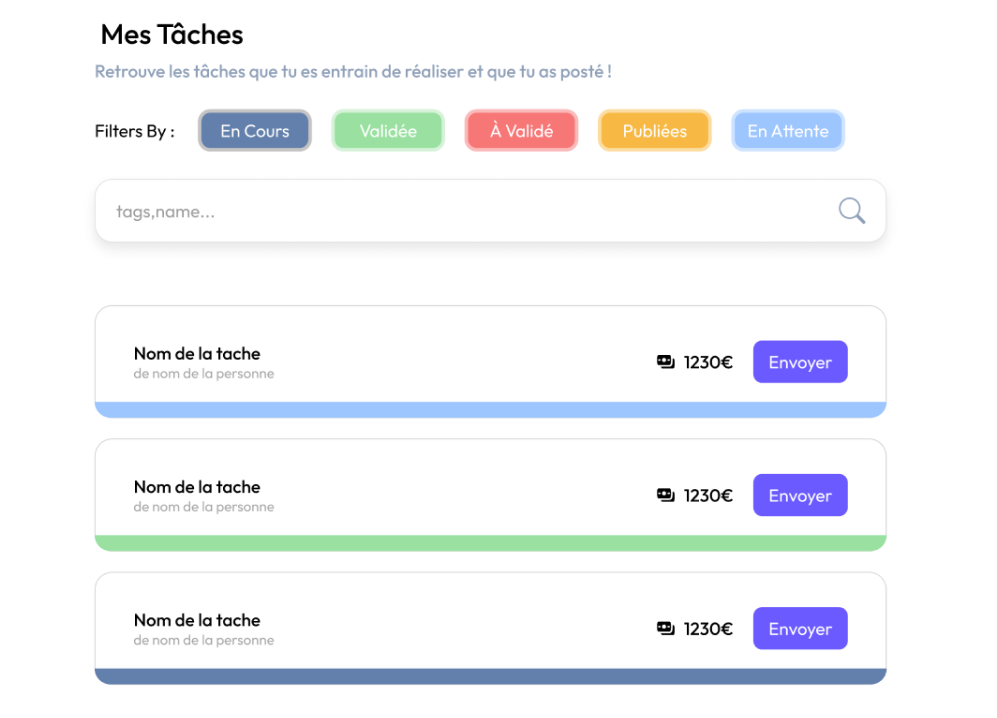 Mes Tâches
Retrouve les tâches que tu es entrain de réaliser et que tu as posté !
Filters By : En Cours Validée À Validé Publiées En Attente
tags,name...
Nom de la tache
de nom de la personne
1230€ Envoyer
Nom de la tache
de nom de la personne
1230€ Envoyer
Nom de la tache
de nom de la personne
1230€ Envoyer